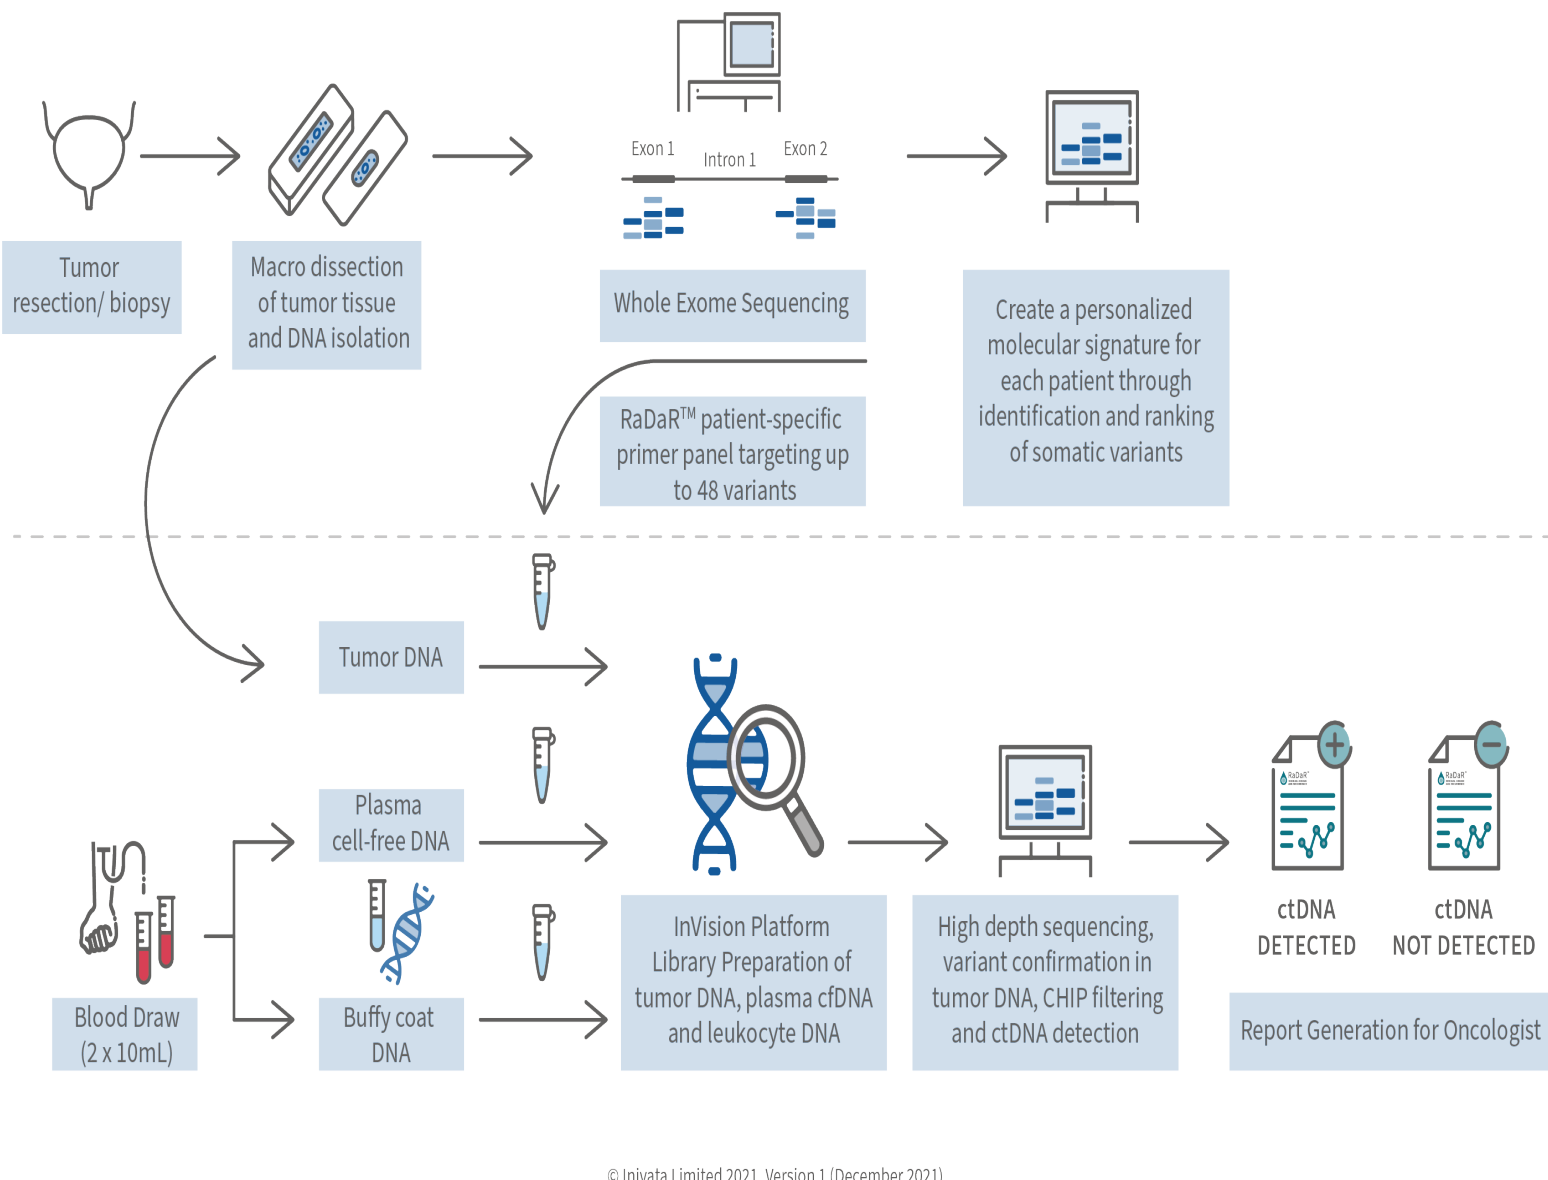 Exon 1
Intron 1
Exon 2
Tumor
resection/ biopsy
Macro dissection
of tumor tissue
and DNA isolation
Whole Exome Sequencing
Create a personalized
molecular signature for
each patient through
identification and ranking
of somatic variants
RaDaR™ patient-specific
primer panel targeting up
to 48 variants
Tumor DNA
Plasma
cell-free DNA
Blood Draw
(2 x 10mL)
Buffy coat
DNA
InVision Platform
Library Preparation of
tumor DNA, plasma cfDNA
and leukocyte DNA
High depth sequencing,
variant confirmation in
tumor DNA, CHIP filtering
and ctDNA detection
RaDaR
RaDaR
ctDNA
DETECTED
ctDNA
NOT DETECTED
Report Generation for Oncologist
© Inivata Limited 2021. Version 1 (December 2021)